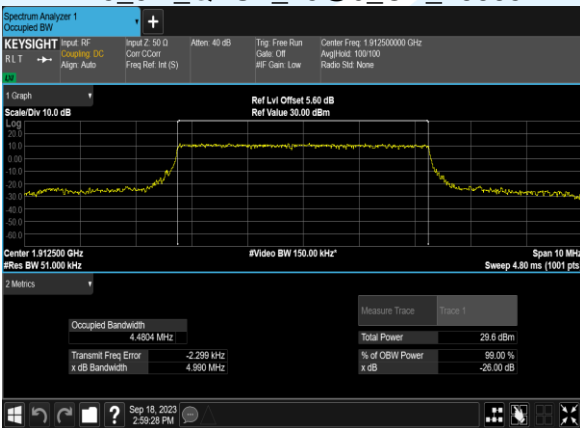 Spectrum Analyzer 1
Occupied BW
+
KEYSIGHT Input: RF Input Z: 50 Ω Atten: 40 dB Trig: Free Run Center Freq: 1.912500000 GHz
RLT Coupling: DC Corr CCorr Gate: Off Avg|Hold: 100/100
Align: Auto Freq Ref: Int (S) #IF Gain: Low Radio Std: None
1 Graph
Ref Lvl Offset 5.60 dB
Scale/Div 10.0 dB Ref Value 30.00 dBm
Log
20.0
10.0
0.00
-10.0
-20.0
-30.0
-40.0
-50.0
-60.0
Center 1.912500 GHz #Video BW 150.00 kHz* Span 10 MHz
#Res BW 51.000 kHz Sweep 4.80 ms (1001 pts
2 Metrics
Measure Trace Trace 1
Occupied Bandwidth
4.4804 MHz Total Power 29.6 dBm
Transmit Freq Error -2.299 kHz % of OBW Power 99.00 %
x dB Bandwidth 4.990 MHz x dB -26.00 dB
? Sep 18, 2023
2:59:28 PM